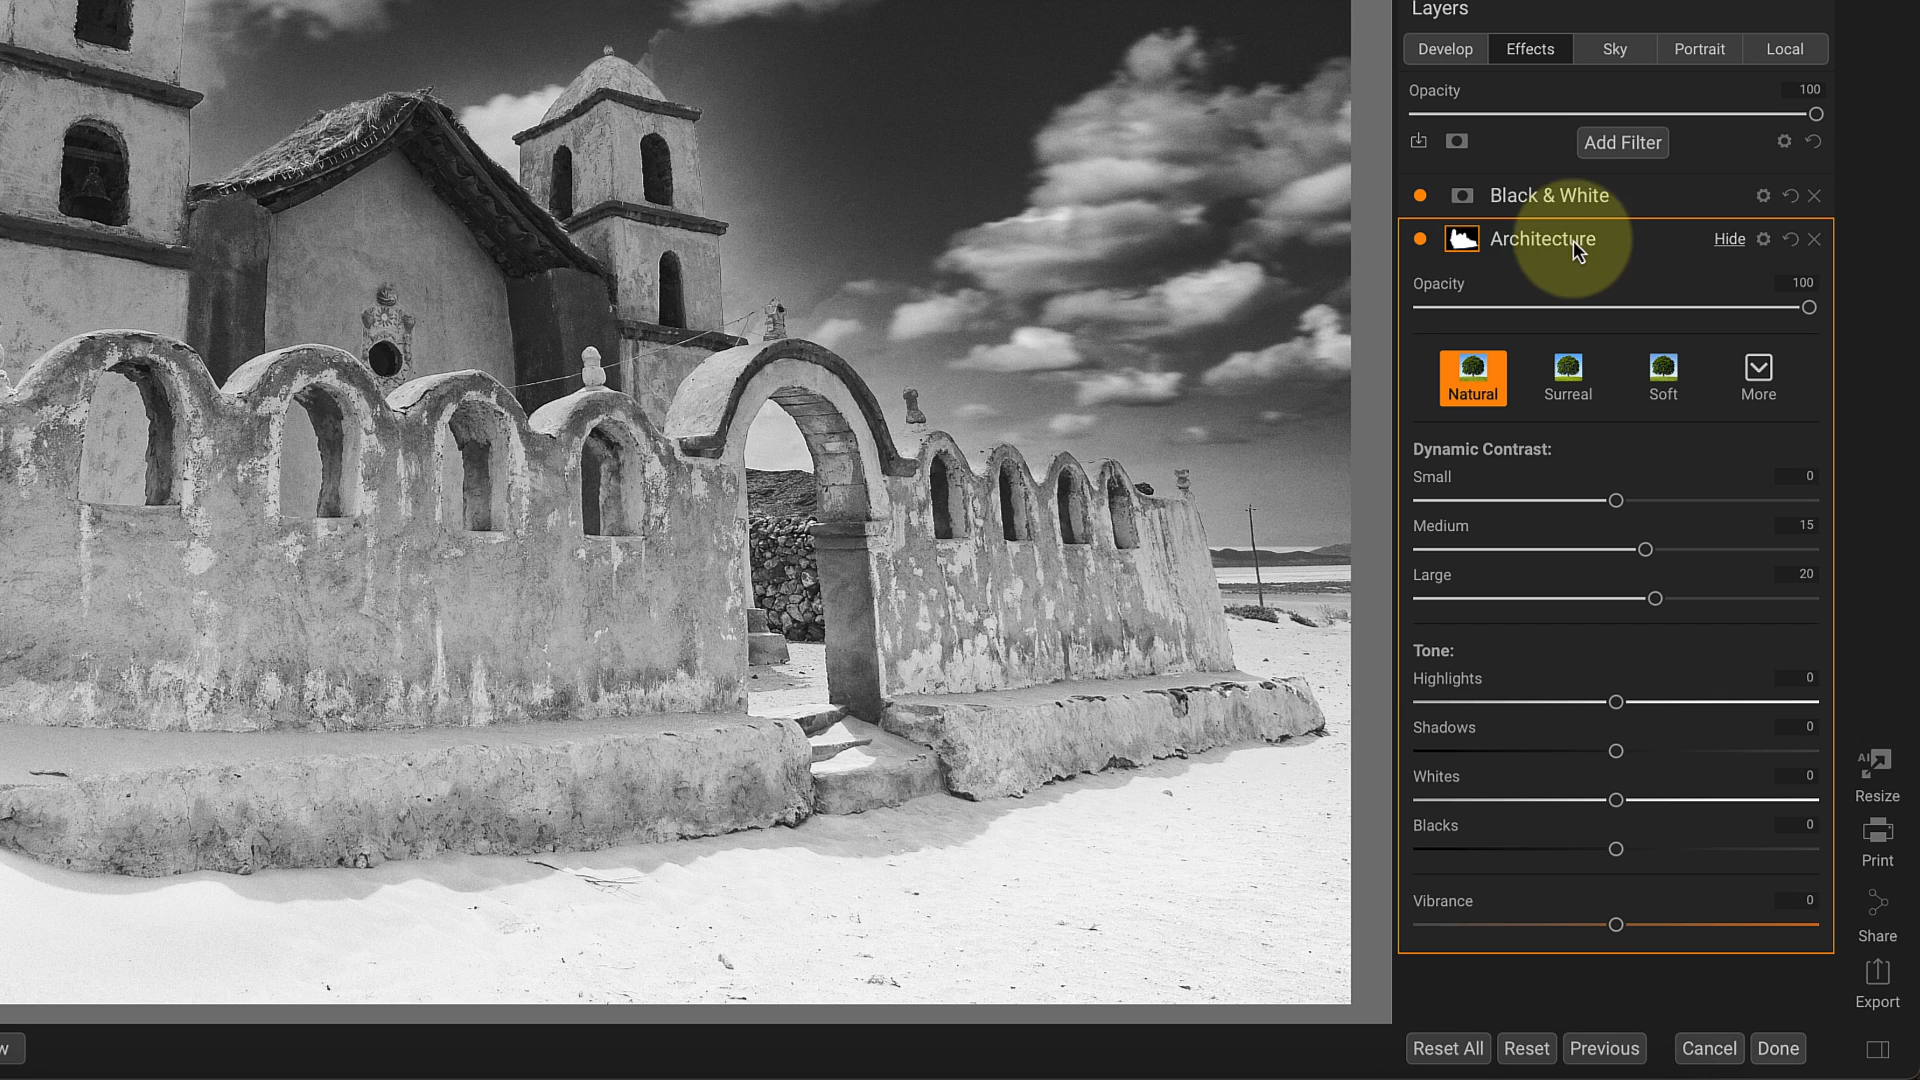 Layers
Develop Effects Sky Portrait Local
Opacity 100
Add Filter
Black & White
Architecture Hide
Opacity 100
Natural Surreal Soft More
Dynamic Contrast:
Small 0
Medium 15
Large 20
Tone:
Highlights 0
Shadows 0
Whites 0
Blacks 0
Vibrance 0
AI
Resize
Print
Share
Export
w Reset All Reset Previous Cancel Done